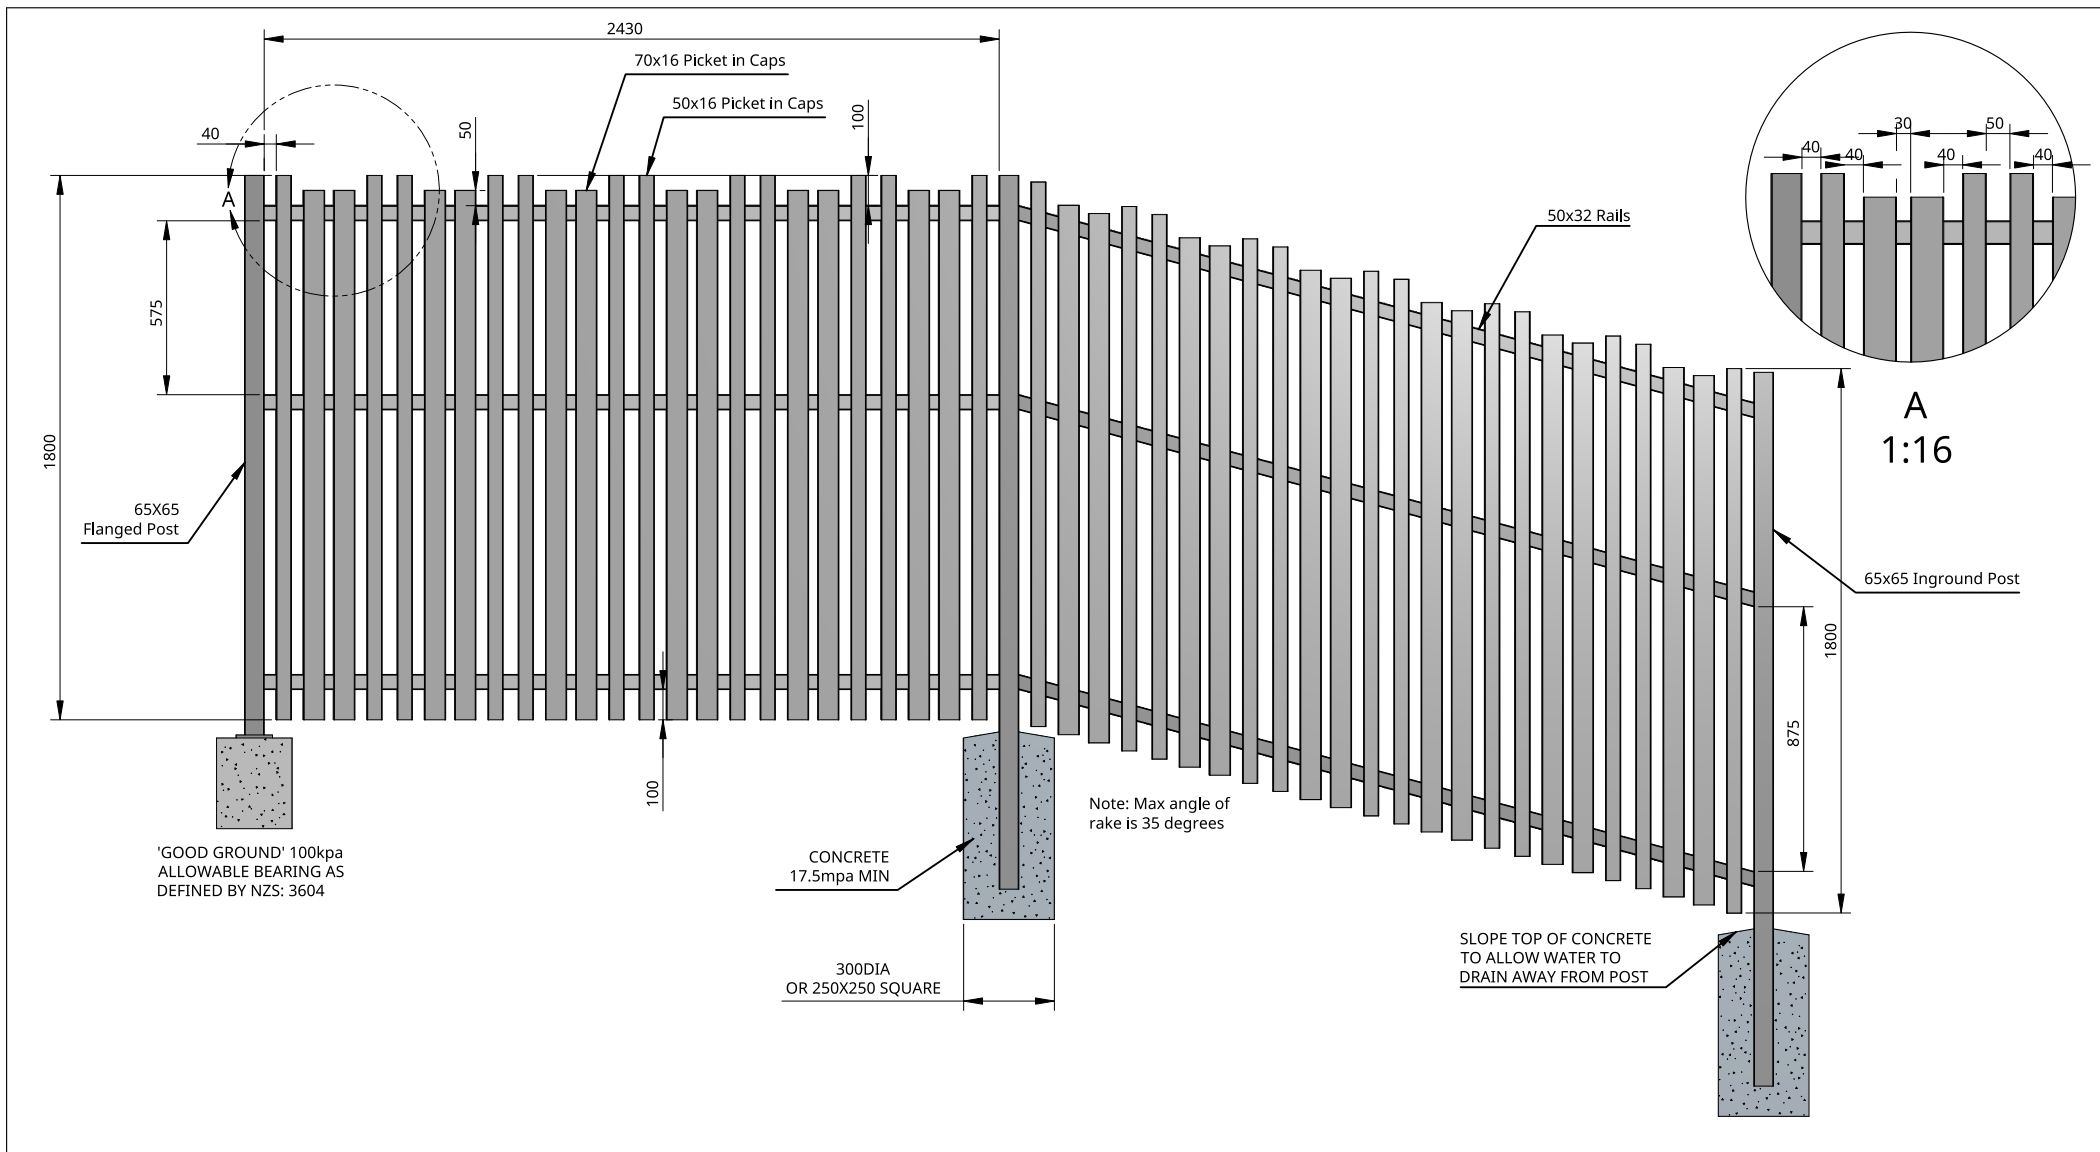 2430
70x16 Picket in Caps
50x16 Picket in Caps
40
50
100
A
575
1800
65X65
Flanged Post
100
'GOOD GROUND' 100kpa
ALLOWABLE BEARING AS
DEFINED BY NZS: 3604
CONCRETE
17.5mpa MIN
300DIA
OR 250X250 SQUARE
Note: Max angle of
rake is 35 degrees
50x32 Rails
30
50
40
40
40
40
A
1:16
65x65 Inground Post
1800
875
SLOPE TOP OF CONCRETE
TO ALLOW WATER TO
DRAIN AWAY FROM POST